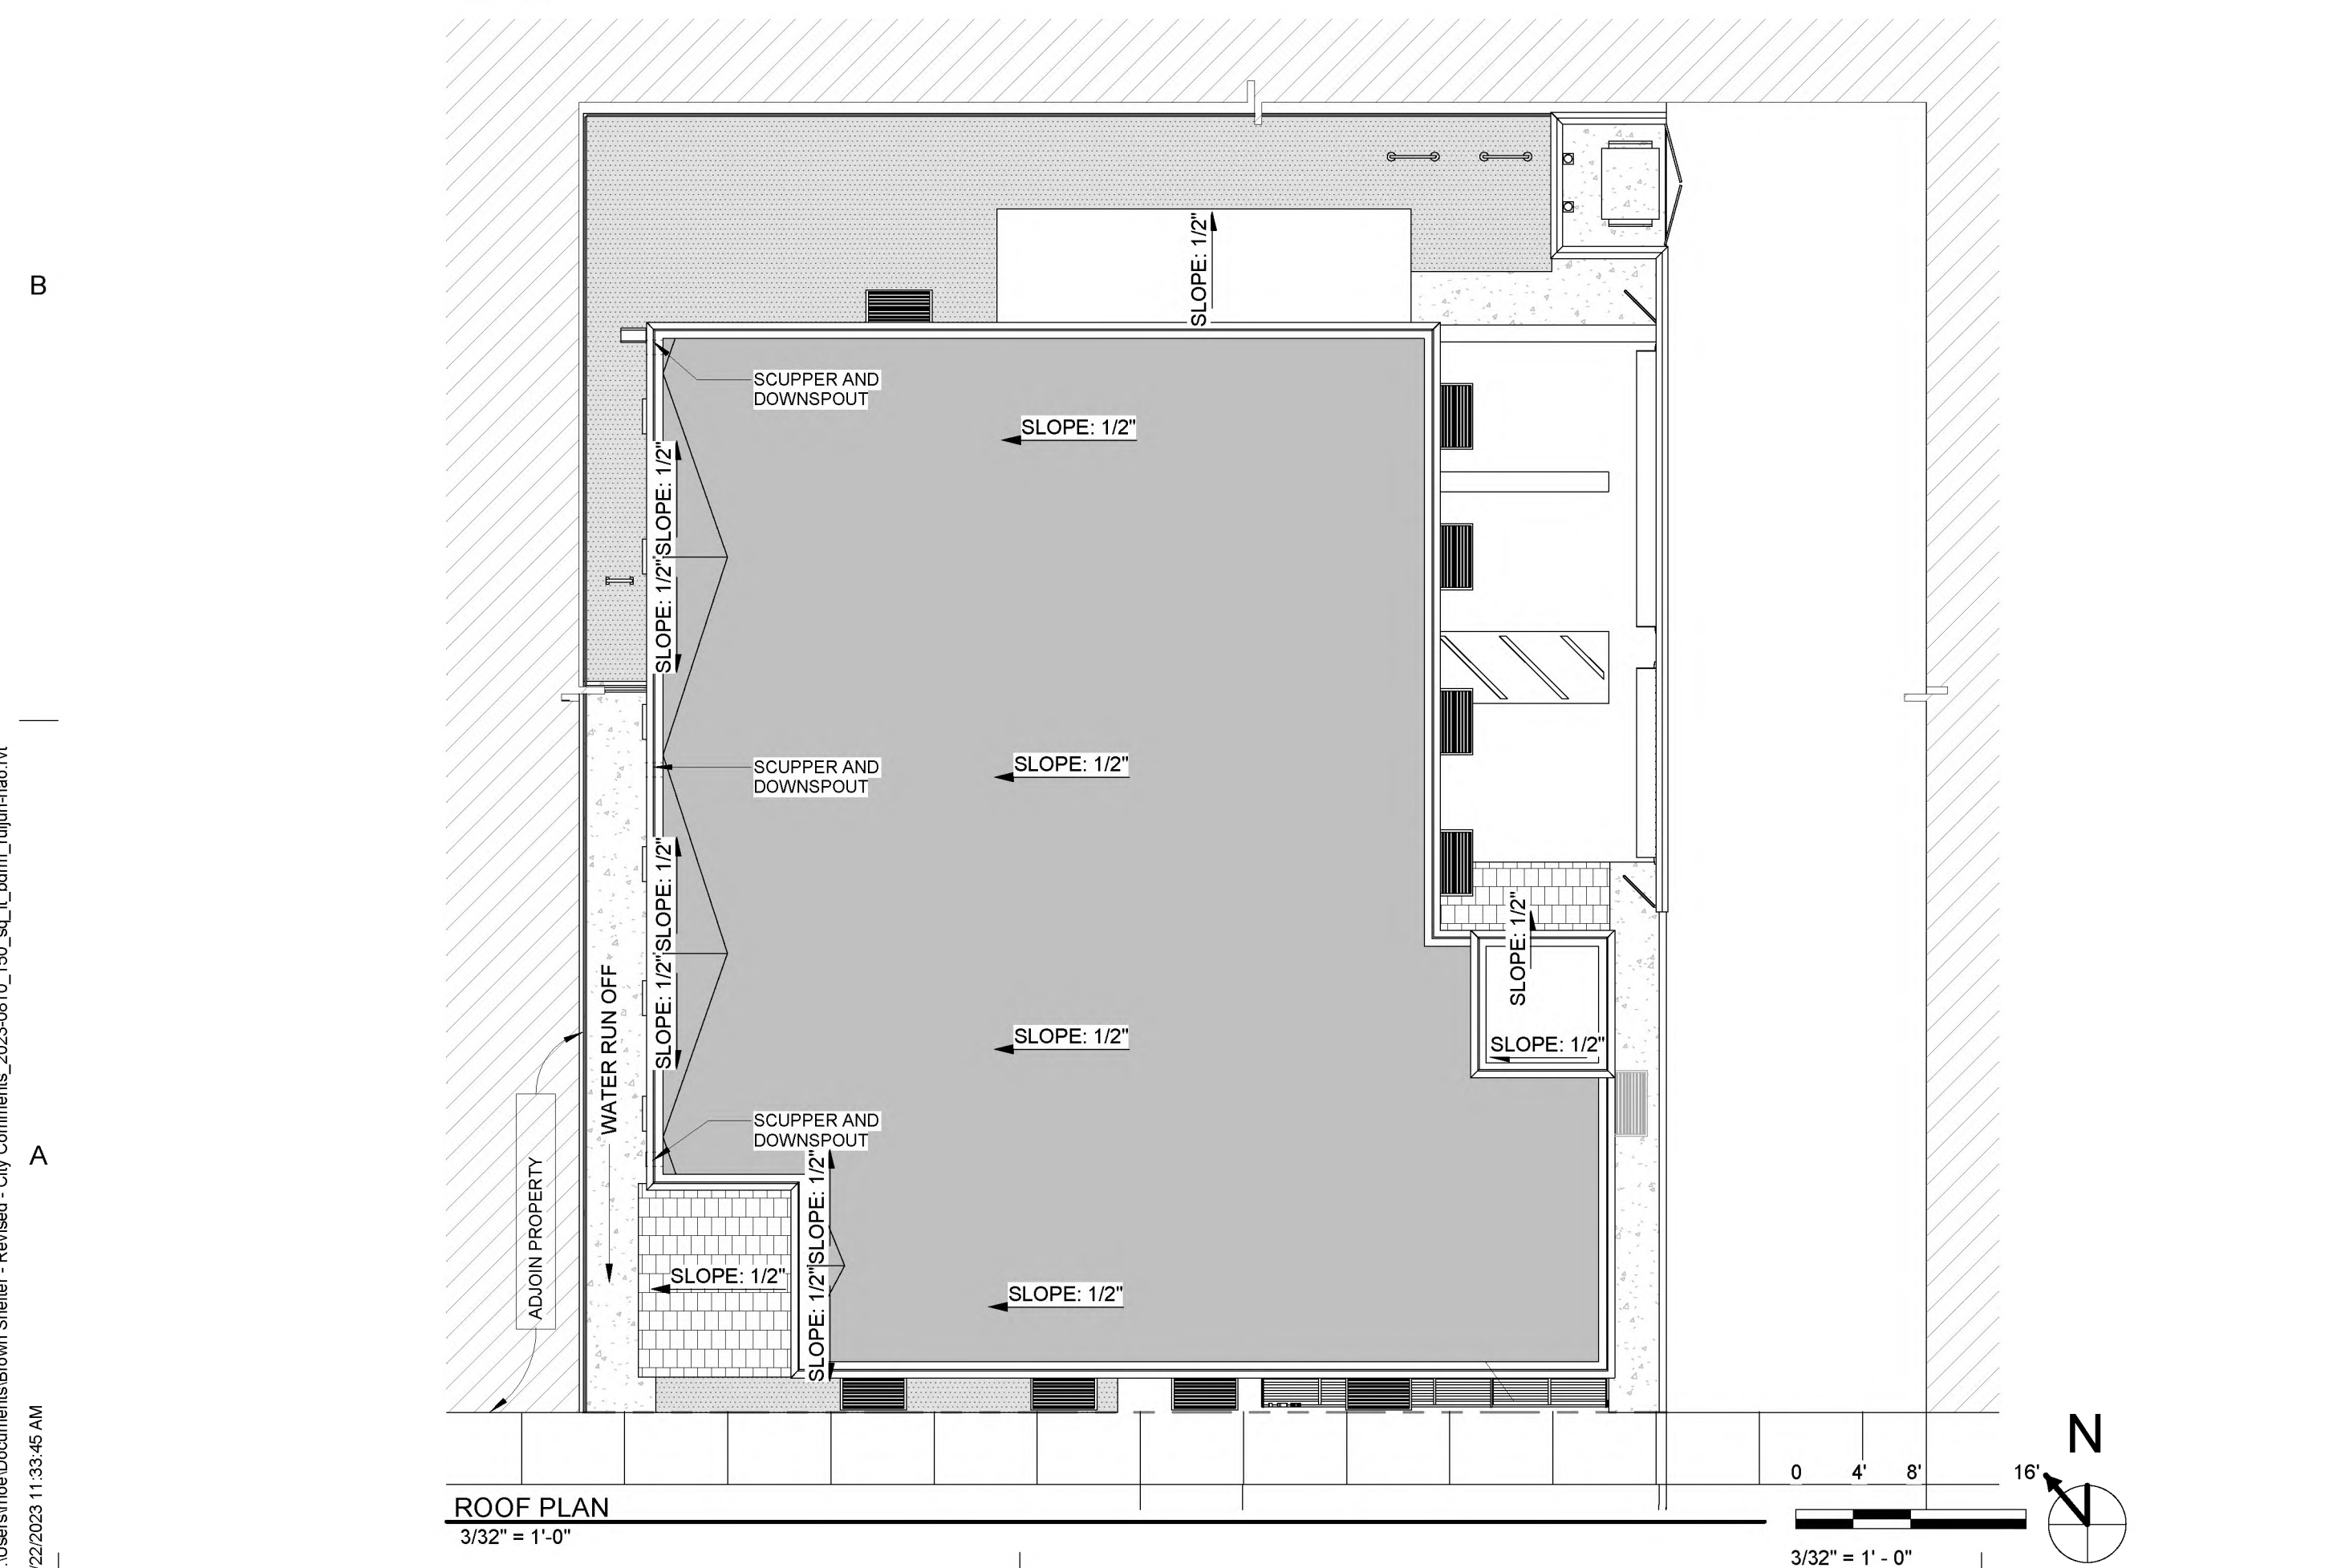 B
SLOPE: 1/2"
SCUPPER AND
DOWNSPOUT
SLOPE: 1/2"
SLOPE: 1/2"
SLOPE: 1/2"
SCUPPER AND
DOWNSPOUT
SLOPE: 1/2"
SLOPE: 1/2"
SLOPE: 1/2"
SLOPE: 1/2"
WATER RUN OFF
SLOPE: 1/2"
SLOPE: 1/2"
SCUPPER AND
DOWNSPOUT
A
ADJOIN PROPERTY
SLOPE: 1/2"
SLOPE: 1/2"
SLOPE: 1/2"
SLOPE: 1/2"
/22/2023 11:33:45 AM
N
0 4' 8' 16'
ROOF PLAN
3/32" = 1'-0"
3/32" = 1' - 0"